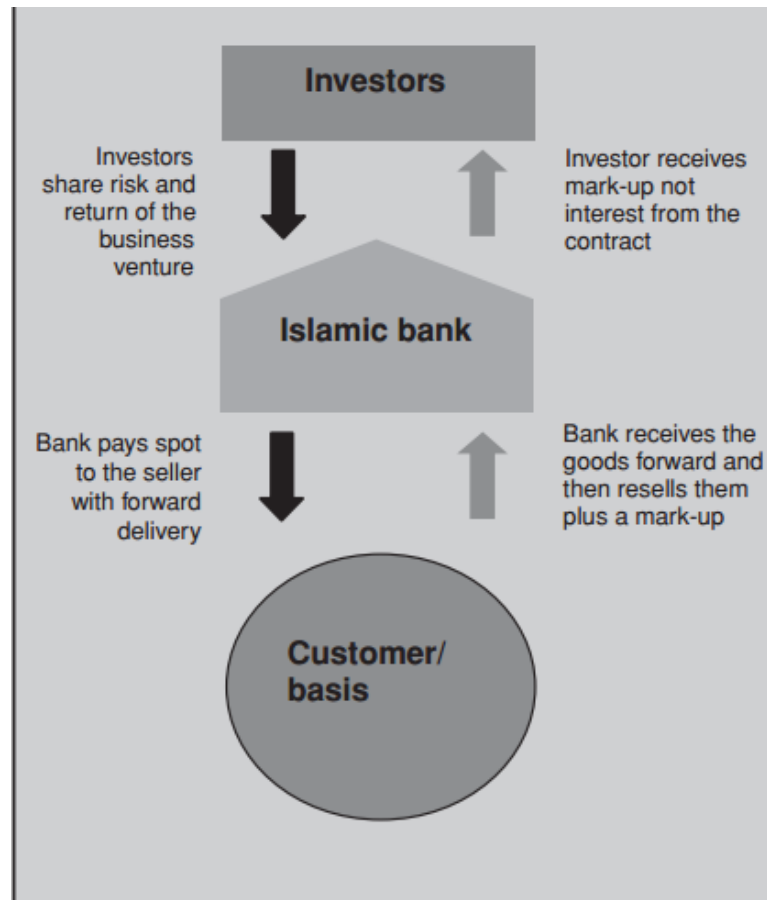 Investors
Investors
share risk and
return of the
business
venture
Investor receives
mark-up not
interest from the
contract
Islamic bank
Bank pays spot
to the seller
with forward
delivery
Bank receives the
goods forward and
then resells them
plus a mark-up
Customer/
basis